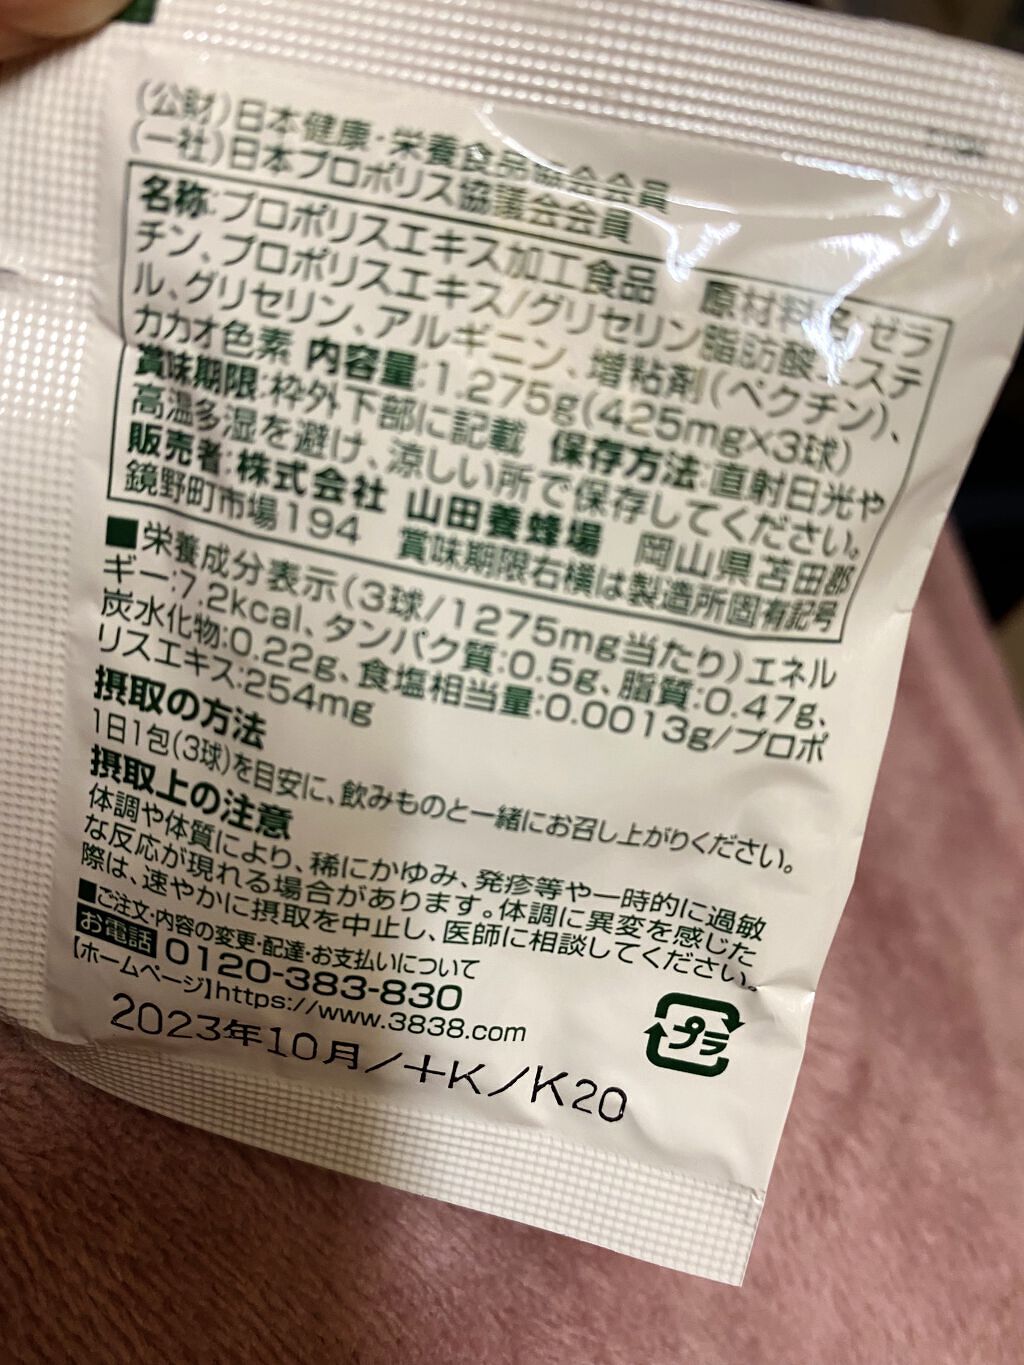 (公財)日本健康・栄養食品協会会員
(一社)日本プロポリス協議会会員
名称:プロポリスエキス加工食品 原材料名:ゼラ
チン、プロポリスエキス/グリセリン脂肪酸エステ
ル、グリセリン、アルギニン、増粘剤(ペクチン)、
カカオ色素 内容量:1.275g(425mg×3球)
賞味期限:枠外下部に記載 保存方法:直射日光や
高温多湿を避け、涼しい所で保存してください。
販売者:株式会社 山田養蜂場 岡山県苫田郡
鏡野町市場194 賞味期限右横は製造所固有記号
■栄養成分表示(3球/1275mg当たり)エネル
ギー:7.2kcal、タンパク質:0.5g、脂質:0.47g、
炭水化物:0.22g、食塩相当量:0.0013g/プロポ
リスエキス:254mg
摂取の方法
1日1包(3球)を目安に、飲みものと一緒にお召し上がりください。
摂取上の注意
体調や体質により、稀にかゆみ、発疹等や一時的に過敏
な反応が現れる場合があります。体調に異変を感じた
際は、速やかに摂取を中止し、医師に相談してください。
■ご注文・内容の変更・配達・お支払いについて
お電話 0120-383-830
【ホームページ】https://www.3838.com
プラ
2023年10月/+K/K20